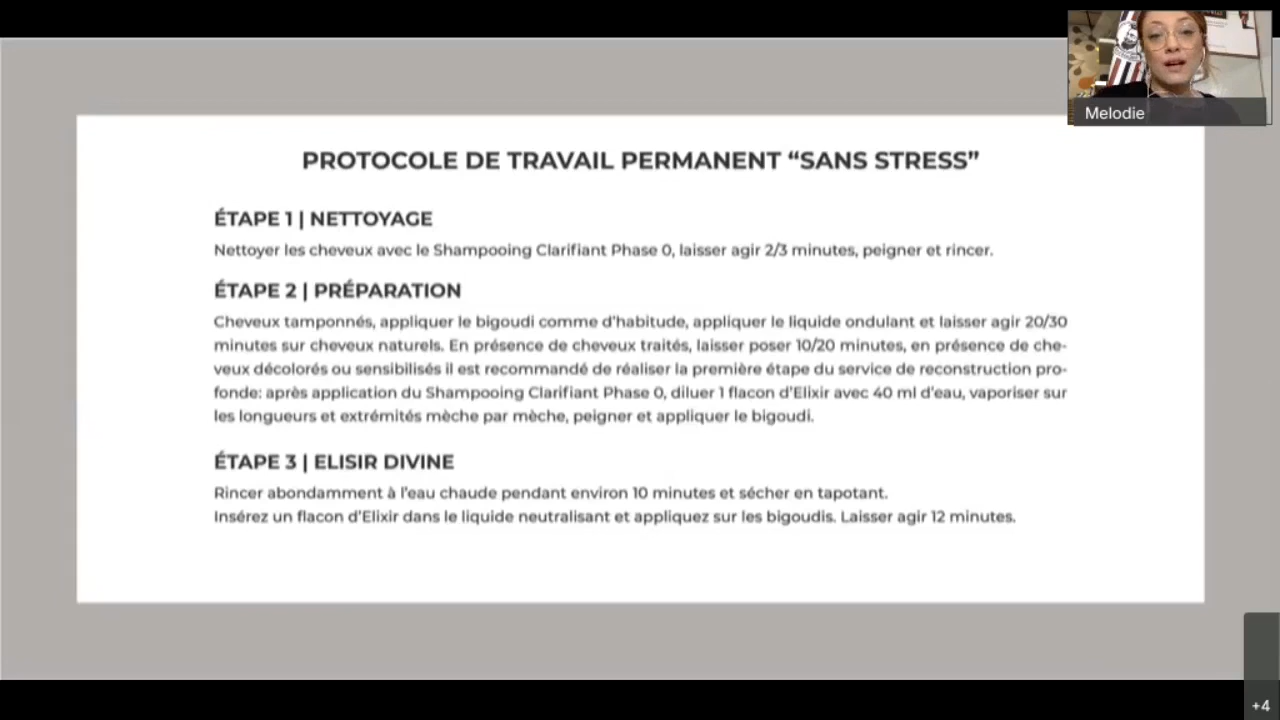 Melodie
PROTOCOLE DE TRAVAIL PERMANENT “SANS STRESS”
ÉTAPE 1 | NETTOYAGE
Nettoyer les cheveux avec le Shampooing Clarifiant Phase 0, laisser agir 2/3 minutes, peigner et rincer.
ÉTAPE 2 | PRÉPARATION
Cheveux tamponnés, appliquer le bigoudi comme d’habitude, appliquer le liquide ondulant et laisser agir 20/30
minutes sur cheveux naturels. En présence de cheveux traités, laisser poser 10/20 minutes, en présence de che-
veux décolorés ou sensibilisés il est recommandé de réaliser la première étape du service de reconstruction pro-
fonde: après application du Shampooing Clarifiant Phase 0, diluer 1 flacon d’Elixir avec 40 ml d’eau, vaporiser sur
les longueurs et extrémités mèche par mèche, peigner et appliquer le bigoudi.
ÉTAPE 3 | ELISIR DIVINE
Rincer abondamment à l’eau chaude pendant environ 10 minutes et sécher en tapotant.
Insérez un flacon d’Elixir dans le liquide neutralisant et appliquez sur les bigoudis. Laisser agir 12 minutes.
+4